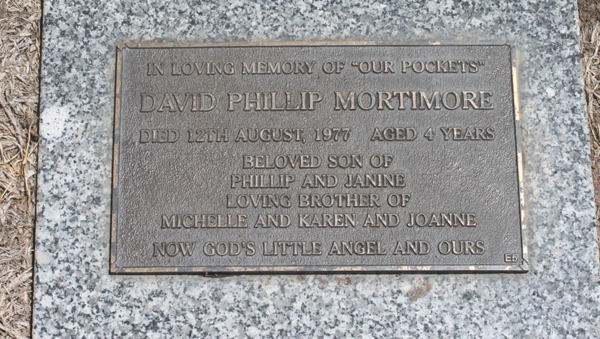 IN LOVING MEMORY OF "OUR POCKETS"
DAVID PHILLIP MORTIMORE
DIED 12TH AUGUST, 1977 AGED 4 YEARS
BELOVED SON OF
PHILLIP AND JANINE
LOVING BROTHER OF
MICHELLE AND KAREN AND JOANNE
NOW GOD'S LITTLE ANGEL AND OURS
E5